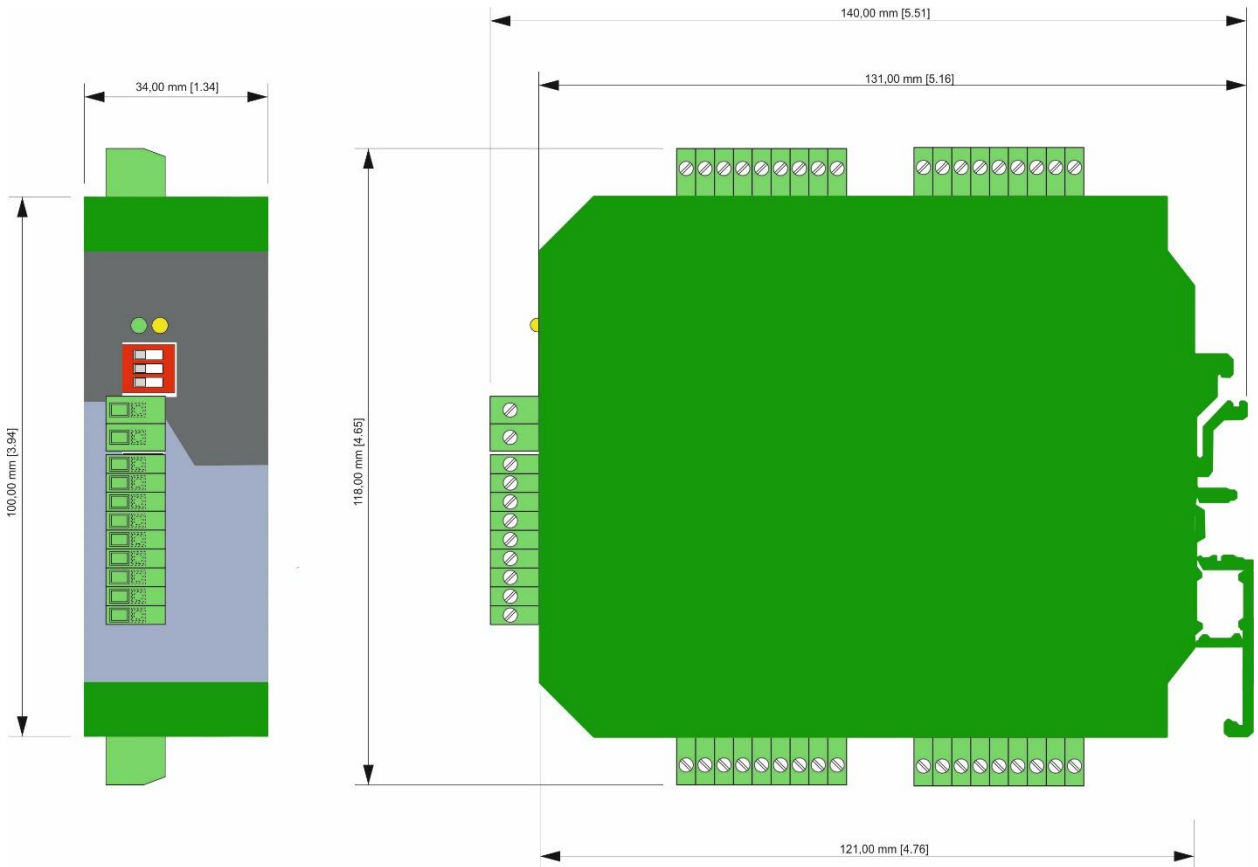 140,00 mm [5.51]
34,00 mm [1.34]
131,00 mm [5.16]
100,00 mm [3.94]
118,00 mm [4.65]
121,00 mm [4.76]